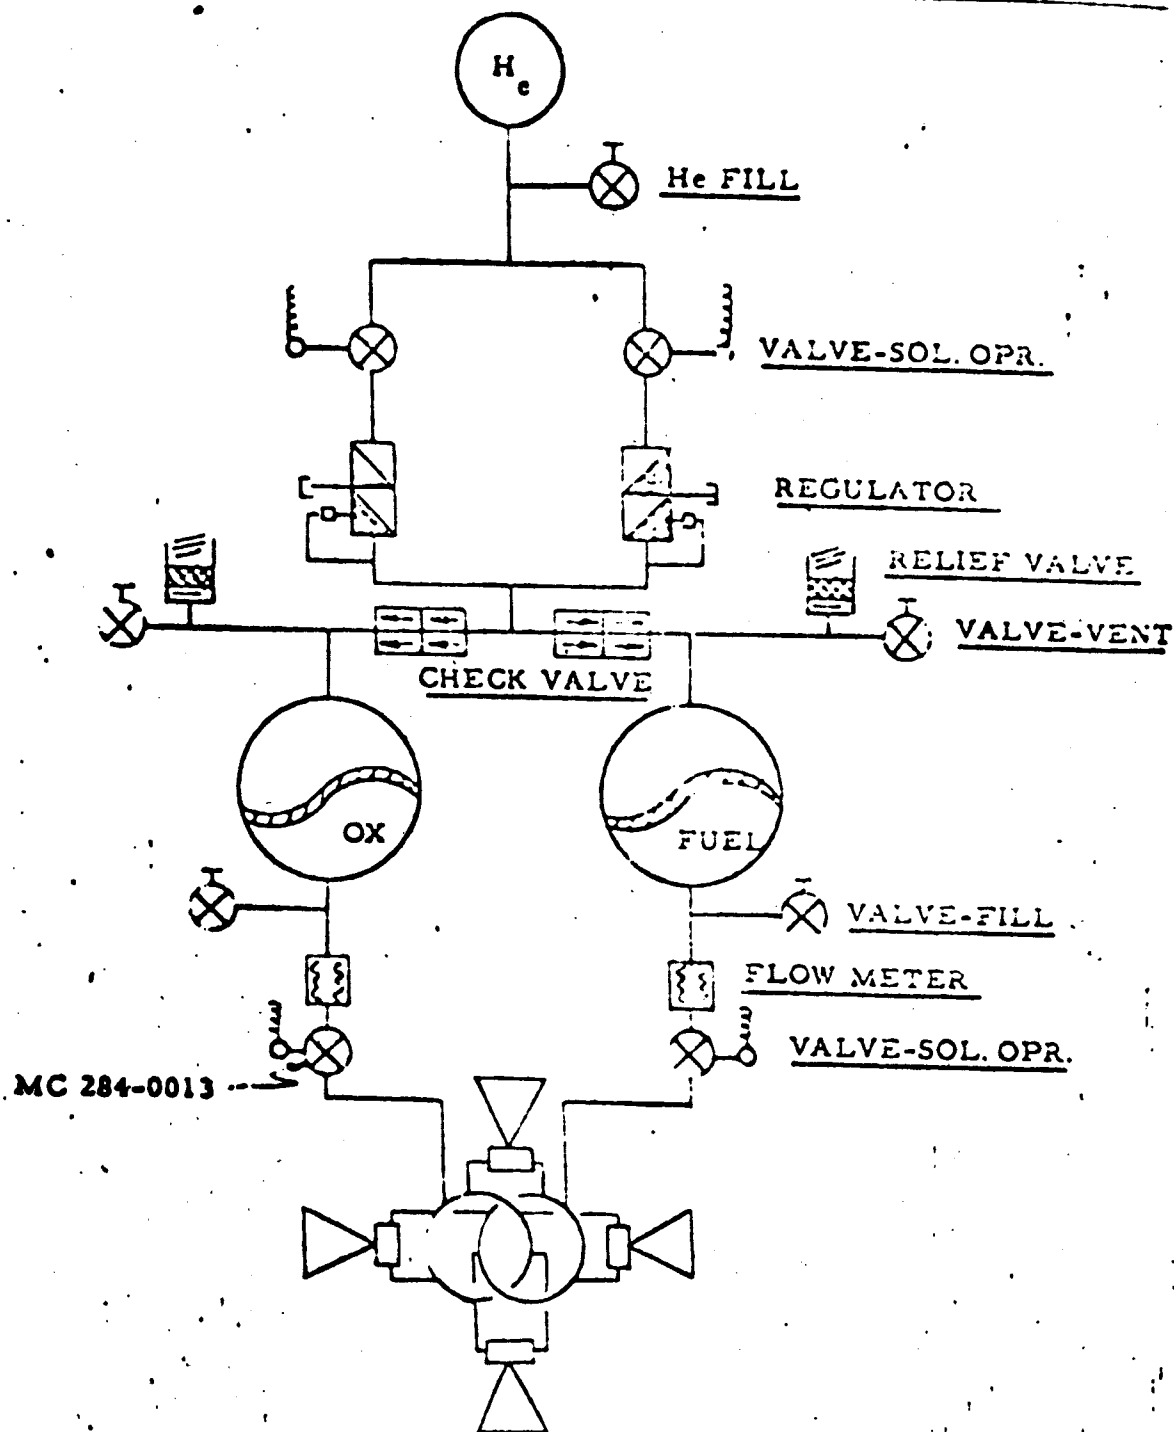 He
He FILL
VALVE-SOL. OPR.
REGULATOR
RELIEF VALVE
VALVE-VENT
CHECK VALVE
OX
FUEL
VALVE-FILL
FLOW METER
VALVE-SOL. OPR.
MC 284-0013